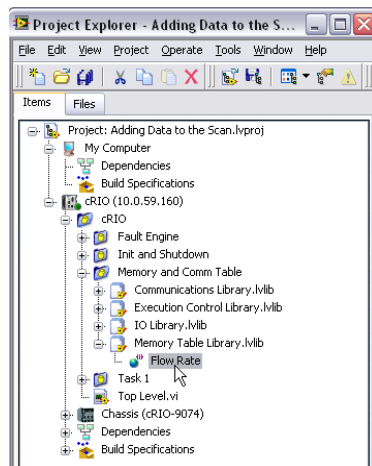 Project Explorer - Adding Data to the S...
File Edit View Project Operate Tools Window Help
Items Files
Project: Adding Data to the Scan.lvproj
My Computer
Dependencies
Build Specifications
cRIO (10.0.59.160)
cRIO
Fault Engine
Init and Shutdown
Memory and Comm Table
Communications Library.lvlib
Execution Control Library.lvlib
IO Library.lvlib
Memory Table Library.lvlib
Flow Rate
Task 1
Top Level.vi
Chassis (cRIO-9074)
Dependencies
Build Specifications